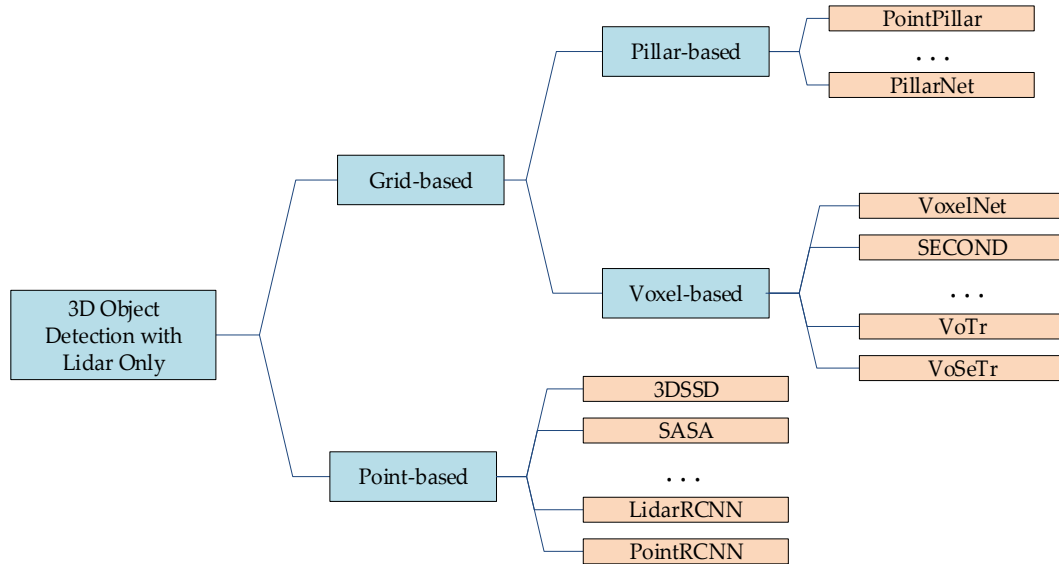 PointPillar
. . .
PillarNet
Pillar-based
Grid-based
VoxelNet
SECOND
. . .
VoTr
VoSeTr
Voxel-based
3D Object
Detection with
Lidar Only
3DSSD
SASA
. . .
LidarRCNN
PointRCNN
Point-based